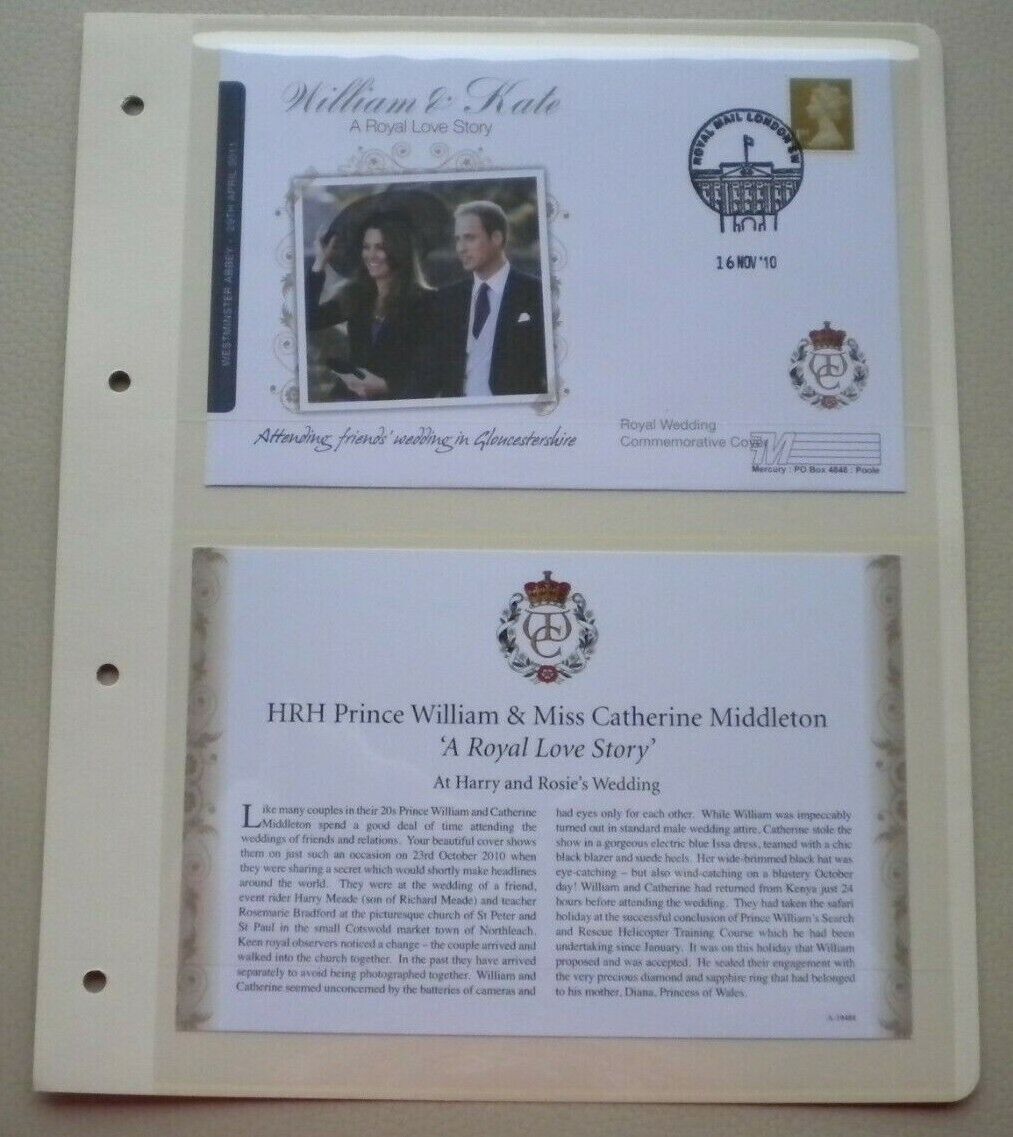 William & Kate
A Royal Love Story
WESTMINSTER ABBEY • 29TH APRIL 2011
ROYAL MAIL LONDON SW
16 NOV '10
Attending friends' wedding in Gloucestershire
Royal Wedding
Commemorative Cover
Mercury : PO Box 4848 : Poole
HRH Prince William & Miss Catherine Middleton
‘A Royal Love Story’
At Harry and Rosie's Wedding
Like many couples in their 20s Prince William and Catherine
Middleton spend a good deal of time attending the
weddings of friends and relations. Your beautiful cover shows
them on just such an occasion on 23rd October 2010 when
they were sharing a secret which would shortly make headlines
around the world. They were at the wedding of a friend,
event rider Harry Meade (son of Richard Meade) and teacher
Rosemarie Bradford at the picturesque church of St Peter and
St Paul in the small Cotswold market town of Northleach.
Keen royal observers noticed a change – the couple arrived and
walked into the church together. In the past they have arrived
separately to avoid being photographed together. William and
Catherine seemed unconcerned by the batteries of cameras and
had eyes only for each other. While William was impeccably
turned out in standard male wedding attire, Catherine stole the
show in a gorgeous electric blue Issa dress, teamed with a chic
black blazer and suede heels. Her wide-brimmed black hat was
eye-catching – but also wind-catching on a blustery October
day! William and Catherine had returned from Kenya just 24
hours before attending the wedding. They had taken the safari
holiday at the successful conclusion of Prince William's Search
and Rescue Helicopter Training Course which he had been
undertaking since January. It was on this holiday that William
proposed and was accepted. He sealed their engagement with
the very precious diamond and sapphire ring that had belonged
to his mother, Diana, Princess of Wales.